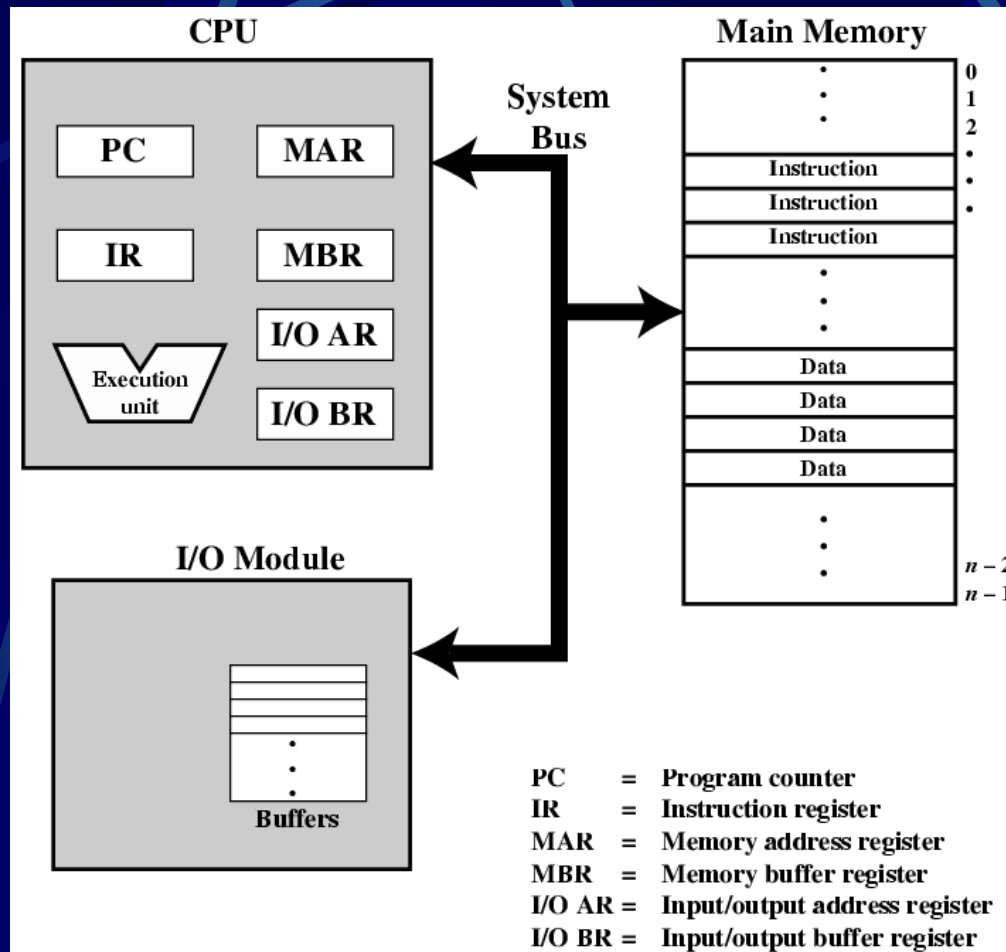 CPU
PC
MAR
IR
MBR
I/O AR
Execution
unit
I/O BR
System
Bus
Main Memory
0
1
2
Instruction
Instruction
Instruction
Data
Data
Data
Data
n – 2
n – 1
I/O Module
Buffers
PC = Program counter
IR = Instruction register
MAR = Memory address register
MBR = Memory buffer register
I/O AR = Input/output address register
I/O BR = Input/output buffer register